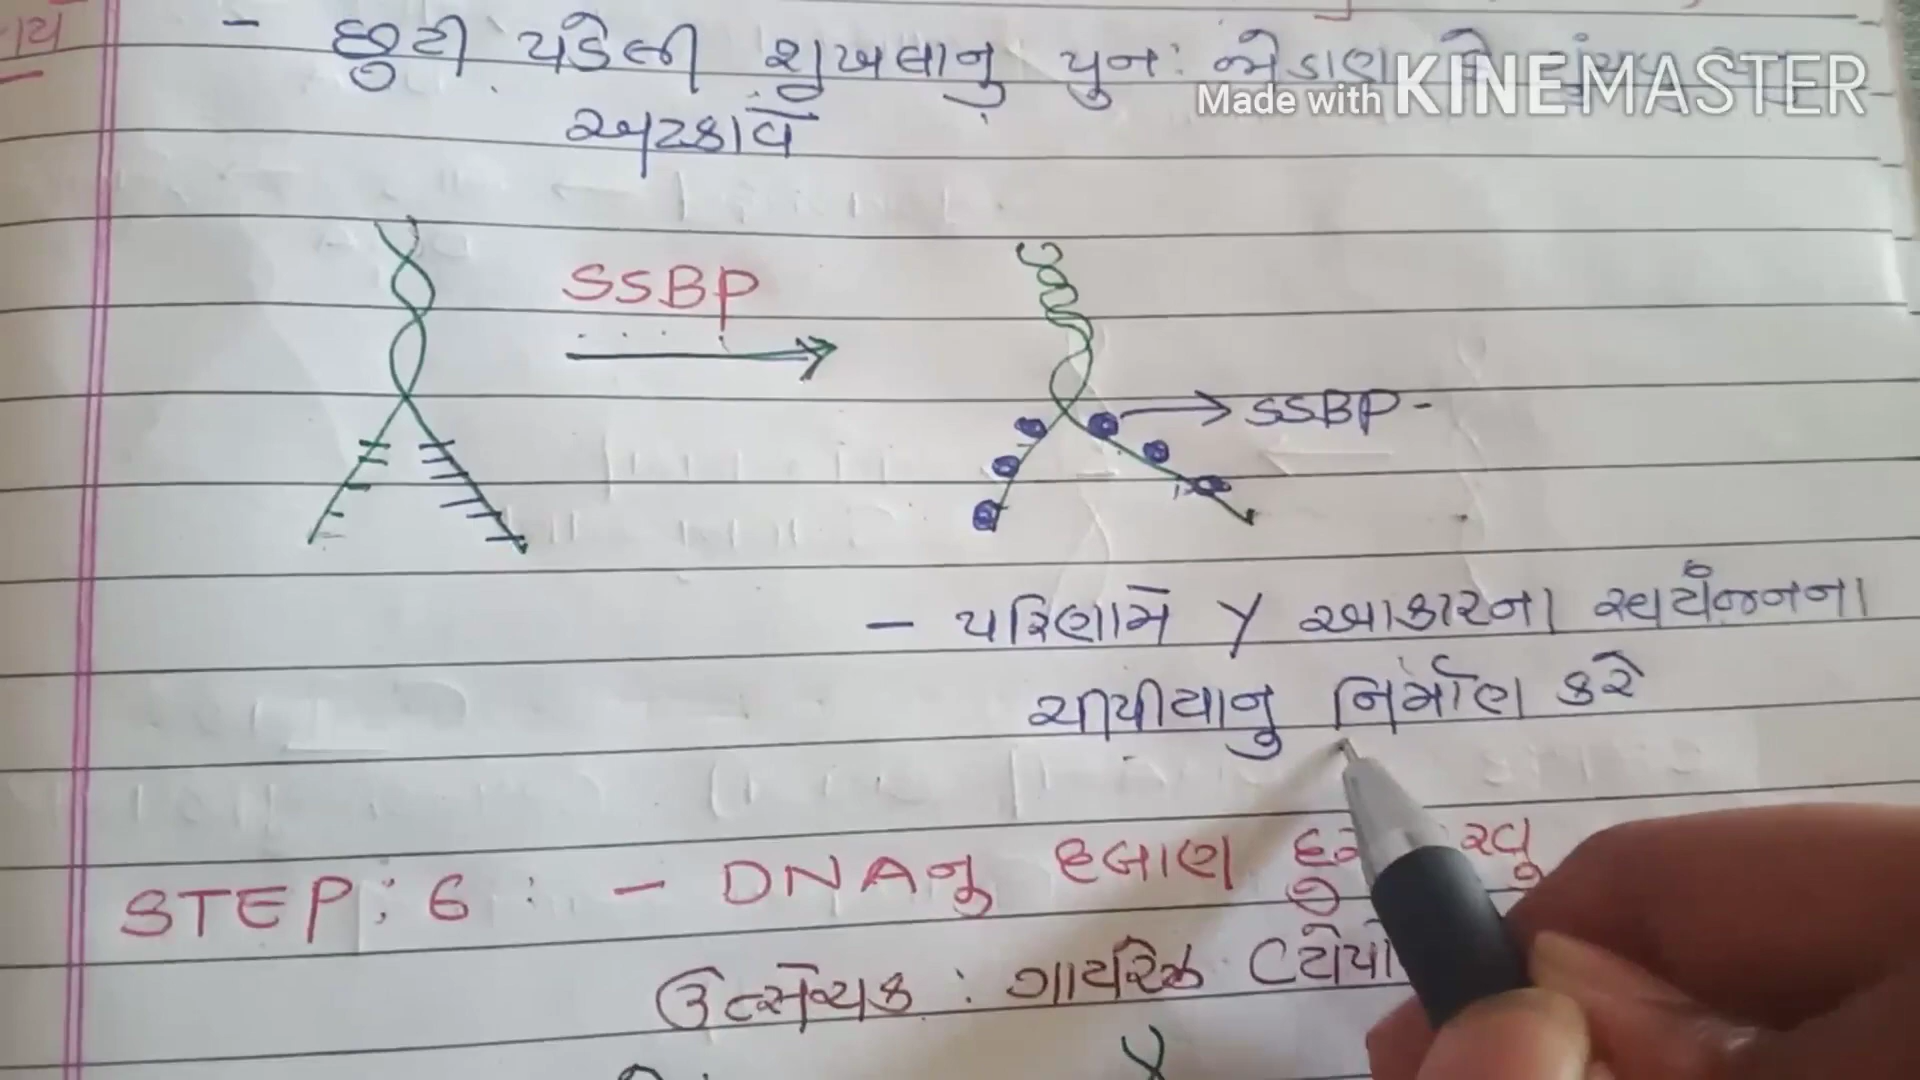 - છુટી પડેલી શૃખલાનુ પુનઃ જોડાણ
Made with KINEMASTER
અટકાવે
SSBP
SSBP -
- પરિણામે Y આકારના સ્વયંજનના
ચીપીયાનુ નિર્માણ કરે
STEP : 6 : - DNAનુ દબાણ
ઉત્સેચક : ગાયરેઝ (ટોપો